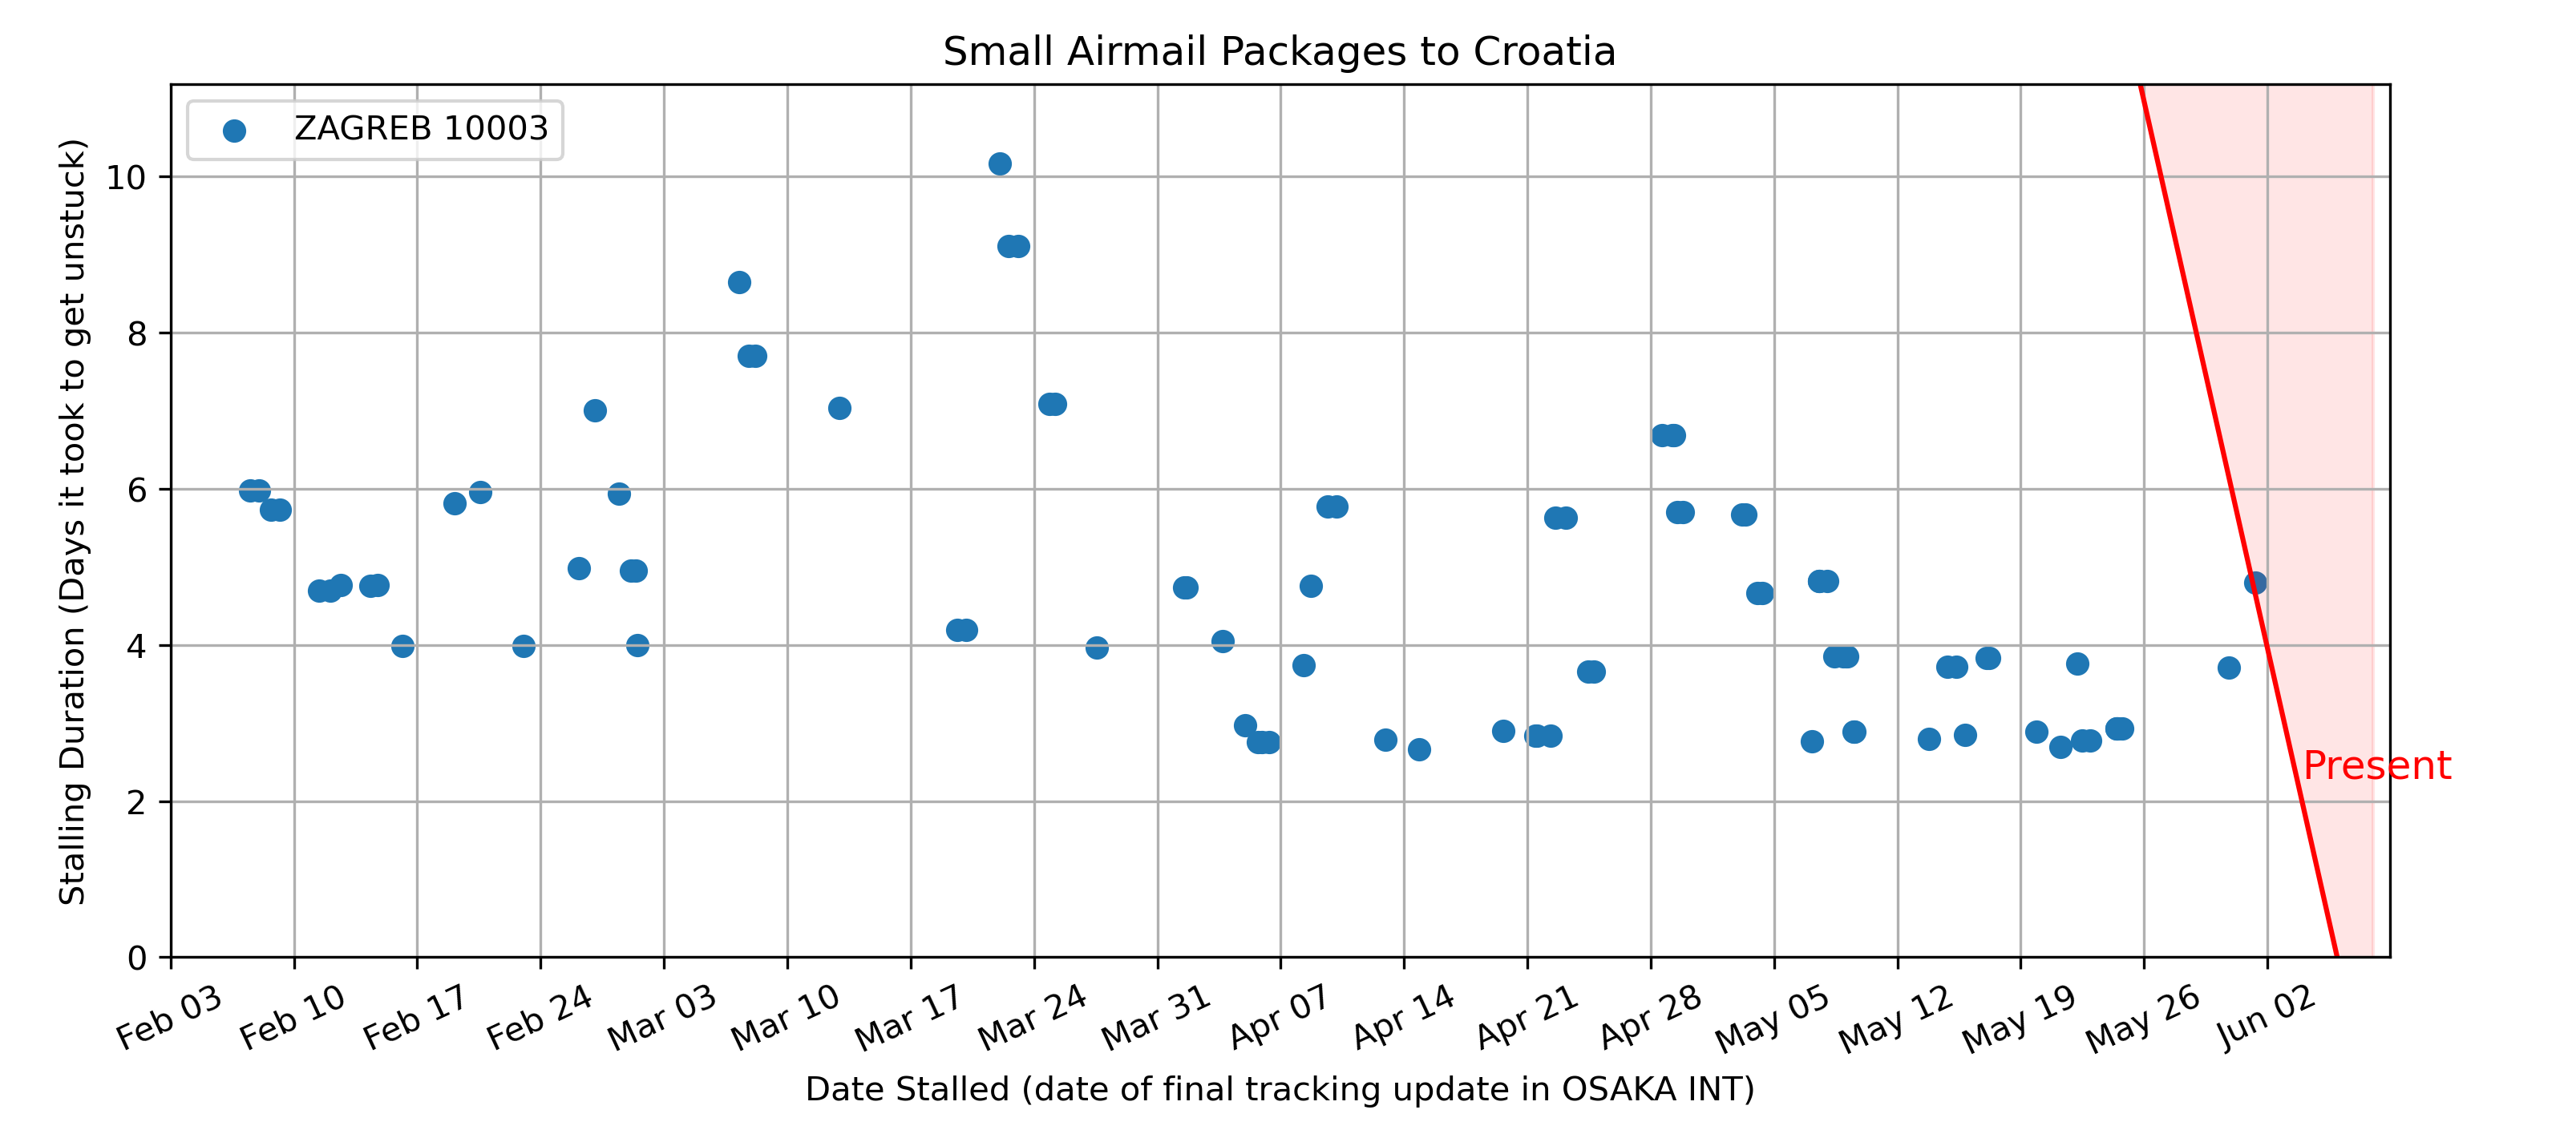 Small Airmail Packages to Croatia
ZAGREB 10003
Stalling Duration (Days it took to get unstuck)
10
8
6
4
2
0
Present
Feb 03
Feb 10
Feb 17
Feb 24
Mar 03
Mar 10
Mar 17
Mar 24
Mar 31
Apr 07
Apr 14
Apr 21
Apr 28
May 05
May 12
May 19
May 26
Jun 02
Date Stalled (date of final tracking update in OSAKA INT)